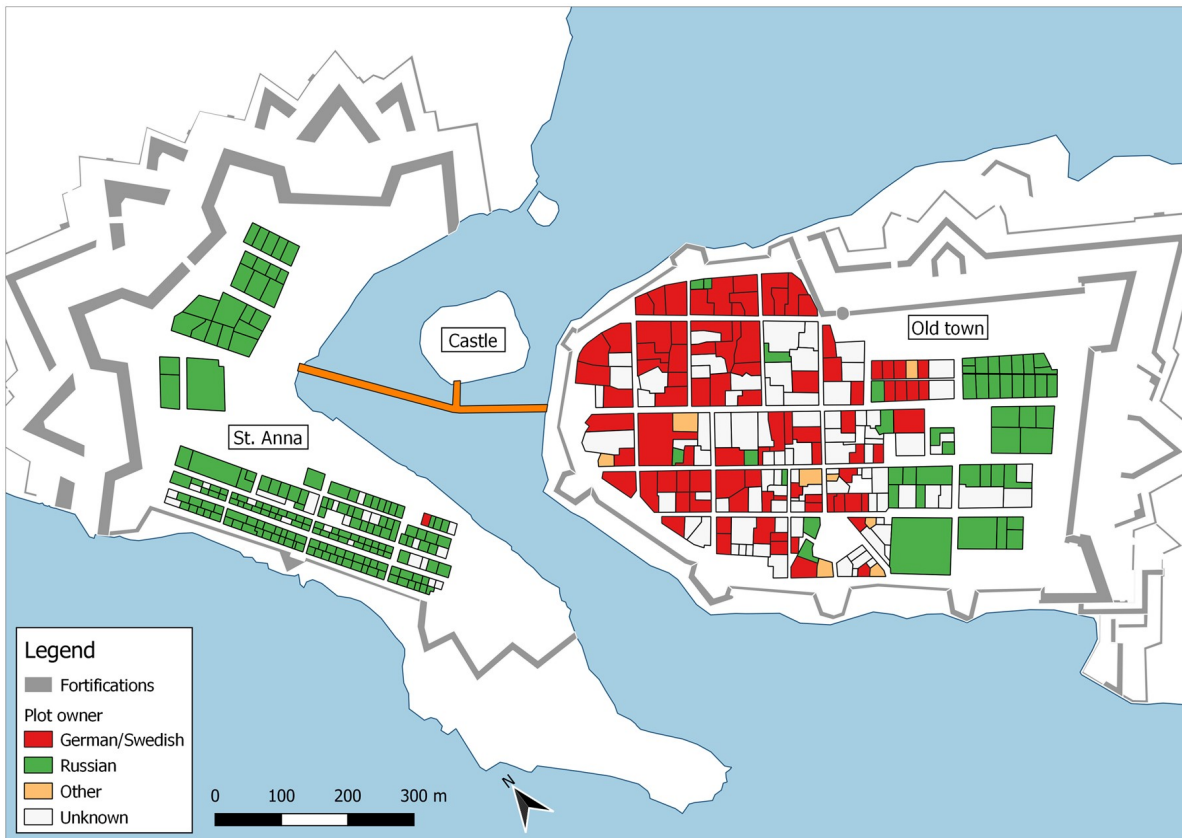 Old town
Castle
St. Anna
Legend
Fortifications
Plot owner
German/Swedish
Russian
Other
Unknown
0 100 200 300 m
N